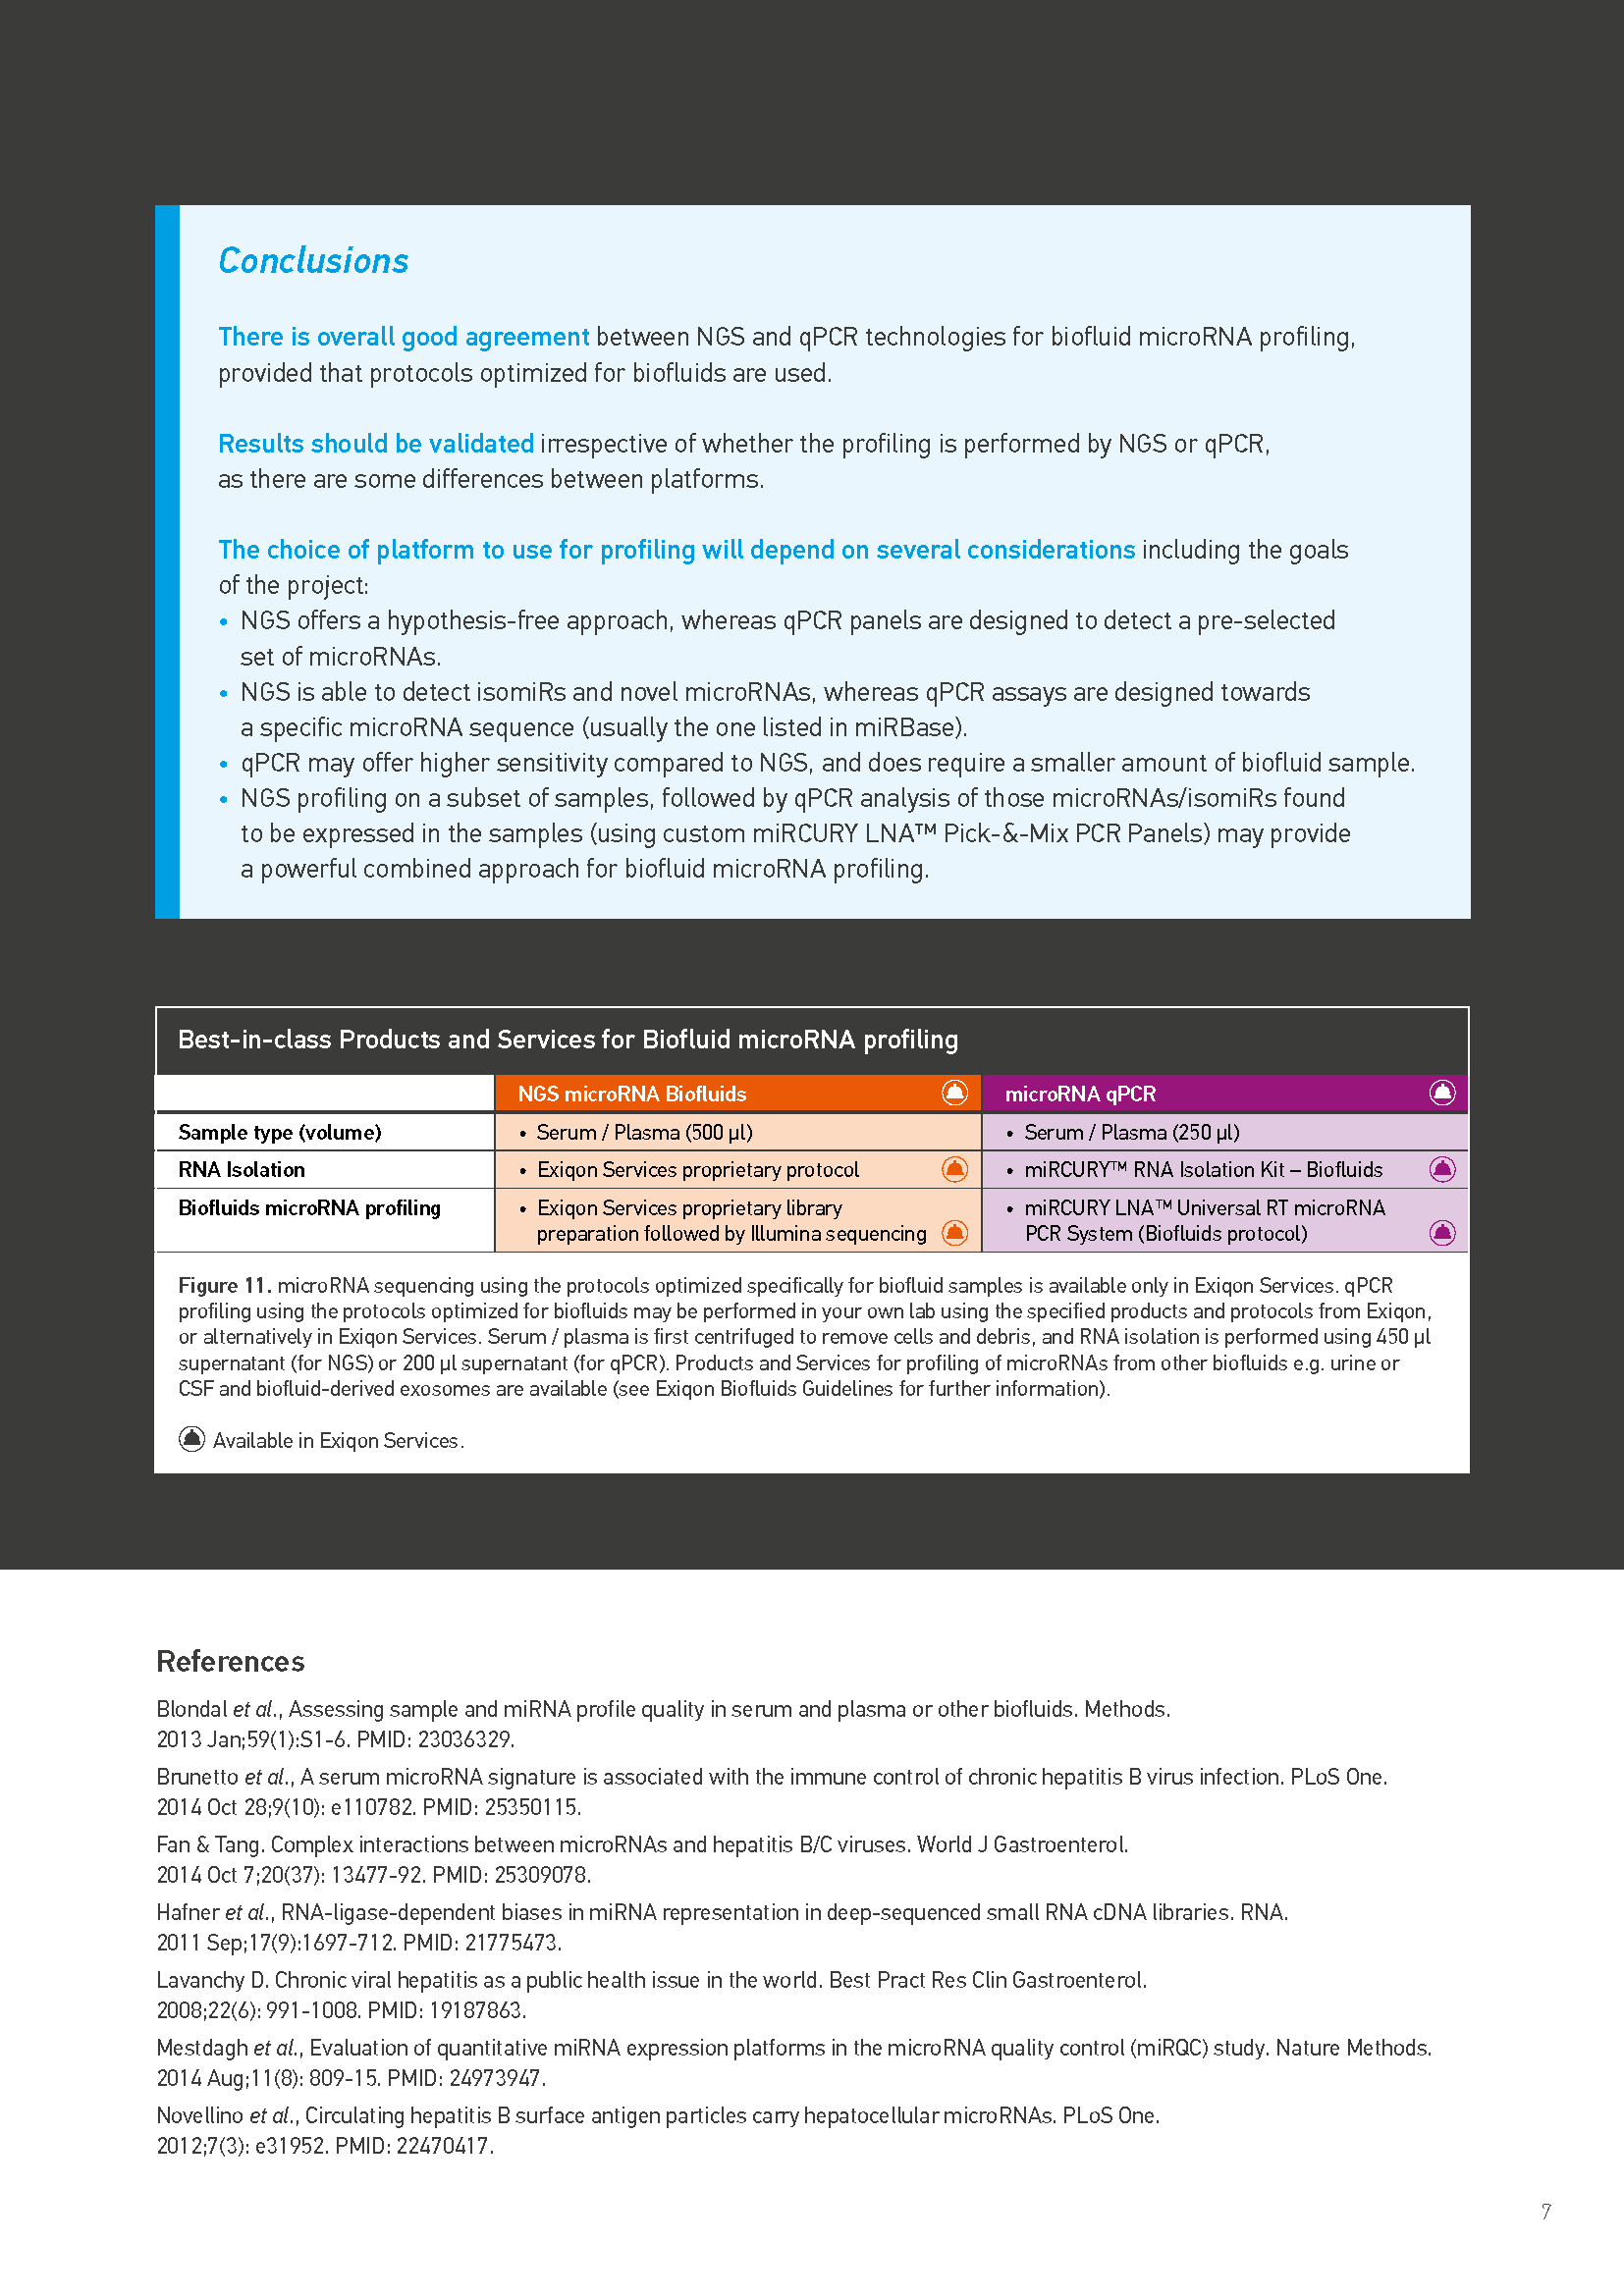 Conclusions
There is overall good agreement between NGS and qPCR technologies for biofluid microRNA profiling,
provided that protocols optimized for biofluids are used.
Results should be validated irrespective of whether the profiling is performed by NGS or qPCR,
as there are some differences between platforms.
The choice of platform to use for profiling will depend on several considerations including the goals
of the project:
• NGS offers a hypothesis-free approach, whereas qPCR panels are designed to detect a pre-selected
set of microRNAs.
• NGS is able to detect isomiRs and novel microRNAs, whereas qPCR assays are designed towards
a specific microRNA sequence (usually the one listed in miRBase).
• qPCR may offer higher sensitivity compared to NGS, and does require a smaller amount of biofluid sample.
• NGS profiling on a subset of samples, followed by qPCR analysis of those microRNAs/isomiRs found
to be expressed in the samples (using custom miRCURY LNA™ Pick-&-Mix PCR Panels) may provide
a powerful combined approach for biofluid microRNA profiling.
Best-in-class Products and Services for Biofluid microRNA profiling
NGS microRNA Biofluids microRNA qPCR
Sample type (volume) • Serum / Plasma (500 µl) • Serum / Plasma (250 µl)
RNA Isolation • Exiqon Services proprietary protocol • miRCURY™ RNA Isolation Kit – Biofluids
Biofluids microRNA profiling • Exiqon Services proprietary library • miRCURY LNA™ Universal RT microRNA
preparation followed by Illumina sequencing PCR System (Biofluids protocol)
Figure 11. microRNA sequencing using the protocols optimized specifically for biofluid samples is available only in Exiqon Services. qPCR
profiling using the protocols optimized for biofluids may be performed in your own lab using the specified products and protocols from Exiqon,
or alternatively in Exiqon Services. Serum / plasma is first centrifuged to remove cells and debris, and RNA isolation is performed using 450 µl
supernatant (for NGS) or 200 µl supernatant (for qPCR). Products and Services for profiling of microRNAs from other biofluids e.g. urine or
CSF and biofluid-derived exosomes are available (see Exiqon Biofluids Guidelines for further information).
Available in Exiqon Services.
References
Blondal et al., Assessing sample and miRNA profile quality in serum and plasma or other biofluids. Methods.
2013 Jan;59(1):S1-6. PMID: 23036329.
Brunetto et al., A serum microRNA signature is associated with the immune control of chronic hepatitis B virus infection. PLoS One.
2014 Oct 28;9(10): e110782. PMID: 25350115.
Fan & Tang. Complex interactions between microRNAs and hepatitis B/C viruses. World J Gastroenterol.
2014 Oct 7;20(37): 13477-92. PMID: 25309078.
Hafner et al., RNA-ligase-dependent biases in miRNA representation in deep-sequenced small RNA cDNA libraries. RNA.
2011 Sep;17(9):1697-712. PMID: 21775473.
Lavanchy D. Chronic viral hepatitis as a public health issue in the world. Best Pract Res Clin Gastroenterol.
2008;22(6): 991-1008. PMID: 19187863.
Mestdagh et al., Evaluation of quantitative miRNA expression platforms in the microRNA quality control (miRQC) study. Nature Methods.
2014 Aug;11(8): 809-15. PMID: 24973947.
Novellino et al., Circulating hepatitis B surface antigen particles carry hepatocellular microRNAs. PLoS One.
2012;7(3): e31952. PMID: 22470417.
7